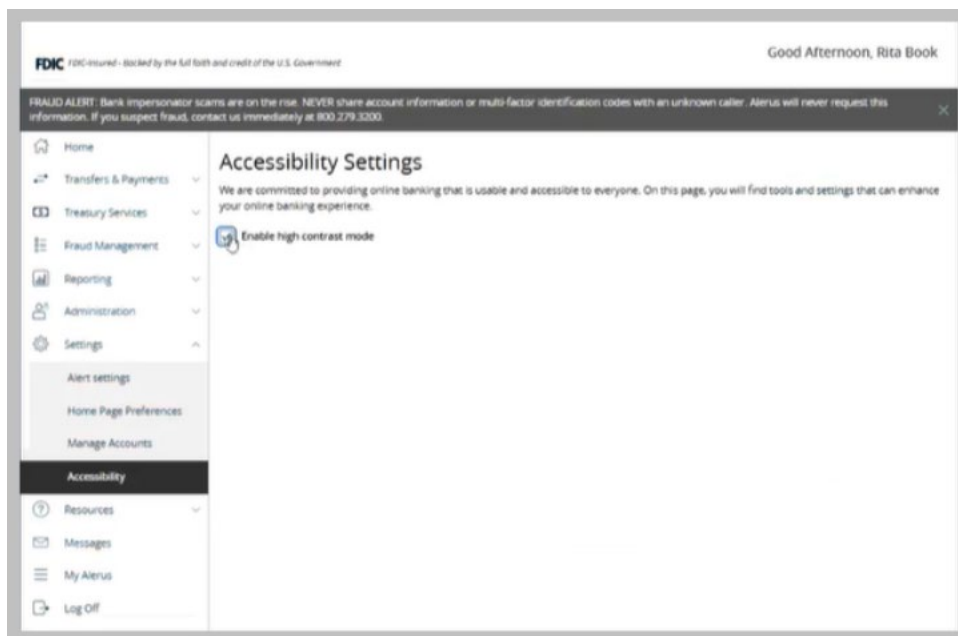 Good Afternoon, Rita Book
FDIC FDIC-Insured - Backed by the full faith and credit of the U.S. Government
FRAUD ALERT: Bank impersonator scams are on the rise. NEVER share account information or multi-factor identification codes with an unknown caller. Alerus will never request this
information. If you suspect fraud, contact us immediately at 800.279.3200.
Home
Transfers & Payments
Treasury Services
Fraud Management
Reporting
Administration
Settings
Alert settings
Home Page Preferences
Manage Accounts
Accessibility
Resources
Messages
My Alerus
Log Off
Accessibility Settings
We are committed to providing online banking that is usable and accessible to everyone. On this page, you will find tools and settings that can enhance
your online banking experience.
Enable high contrast mode